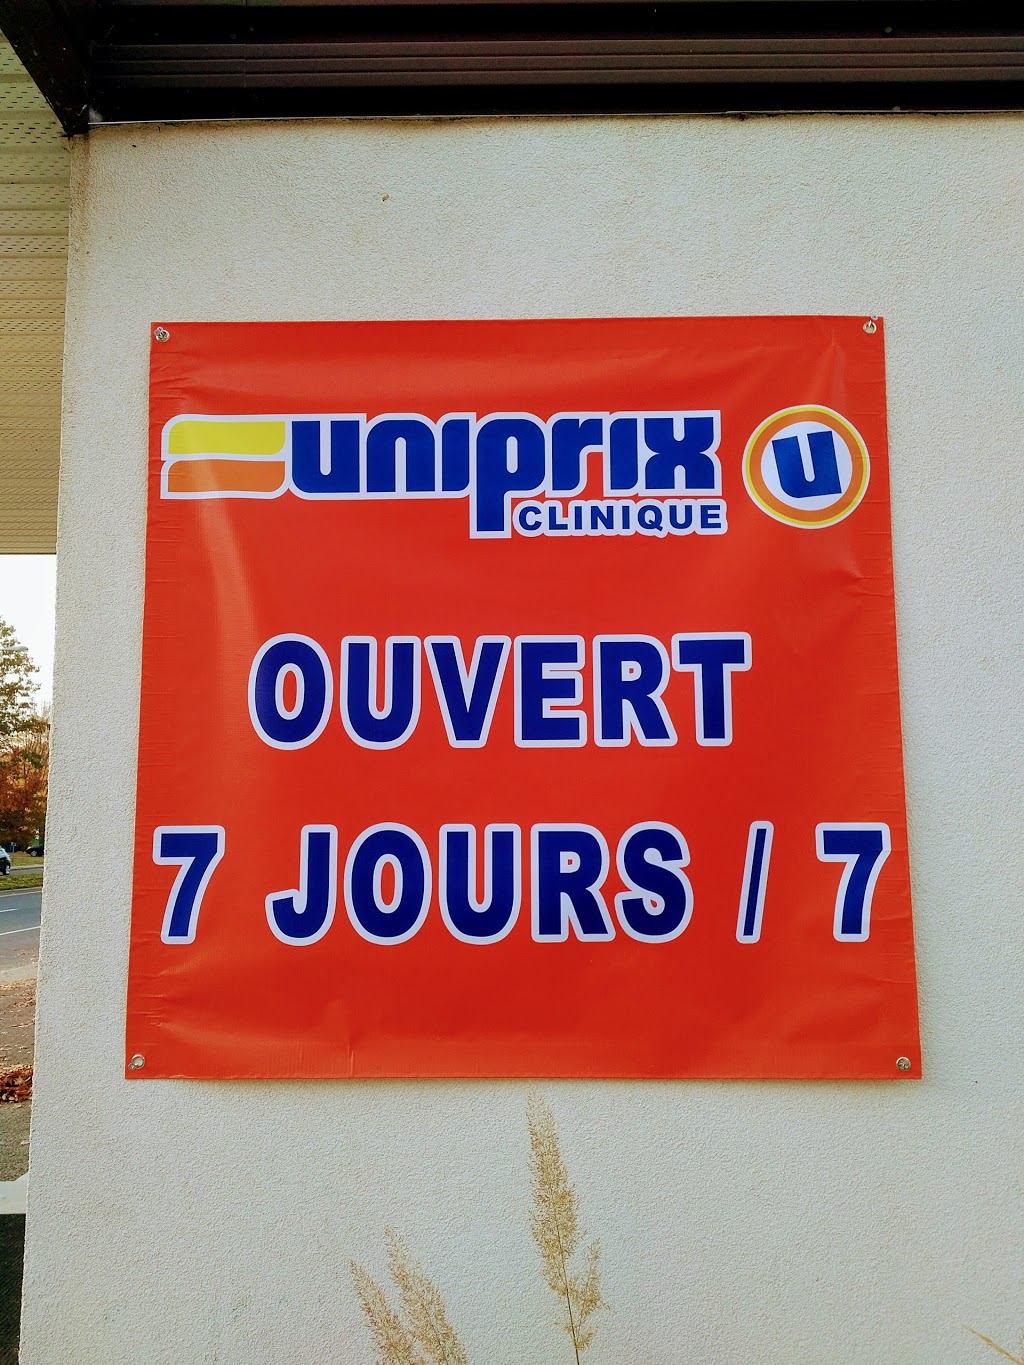 uniprix
CLINIQUE
U
OUVERT
7 JOURS / 7